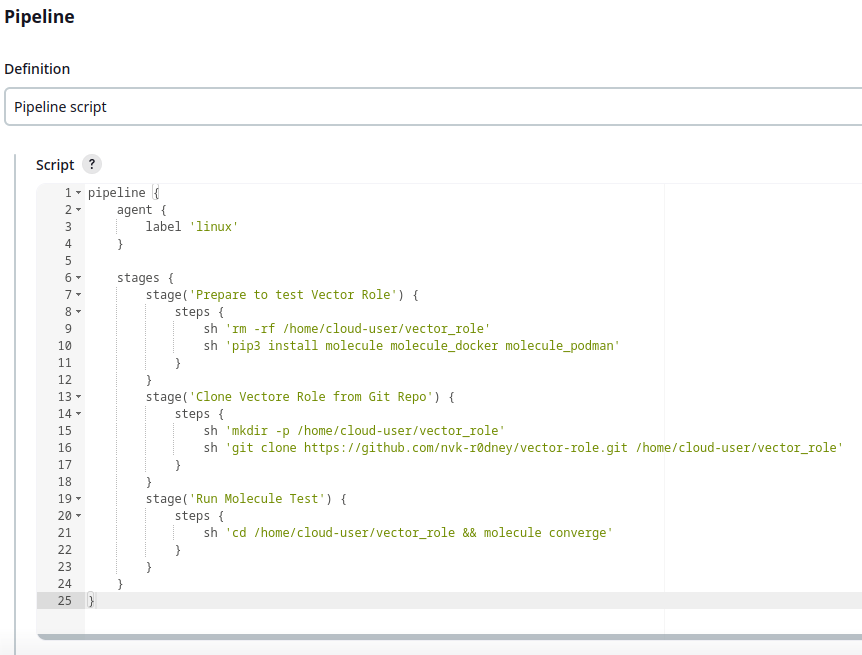 Pipeline
Definition
Pipeline script
Script ?
1 pipeline {
2     agent {
3         label 'linux'
4     }
5
6     stages {
7         stage('Prepare to test Vector Role') {
8             steps {
9                 sh 'rm -rf /home/cloud-user/vector_role'
10                 sh 'pip3 install molecule molecule_docker molecule_podman'
11             }
12         }
13         stage('Clone Vectore Role from Git Repo') {
14             steps {
15                 sh 'mkdir -p /home/cloud-user/vector_role'
16                 sh 'git clone https://github.com/nvk-r0dney/vector-role.git /home/cloud-user/vector_role'
17             }
18         }
19         stage('Run Molecule Test') {
20             steps {
21                 sh 'cd /home/cloud-user/vector_role && molecule converge'
22             }
23         }
24     }
25 }